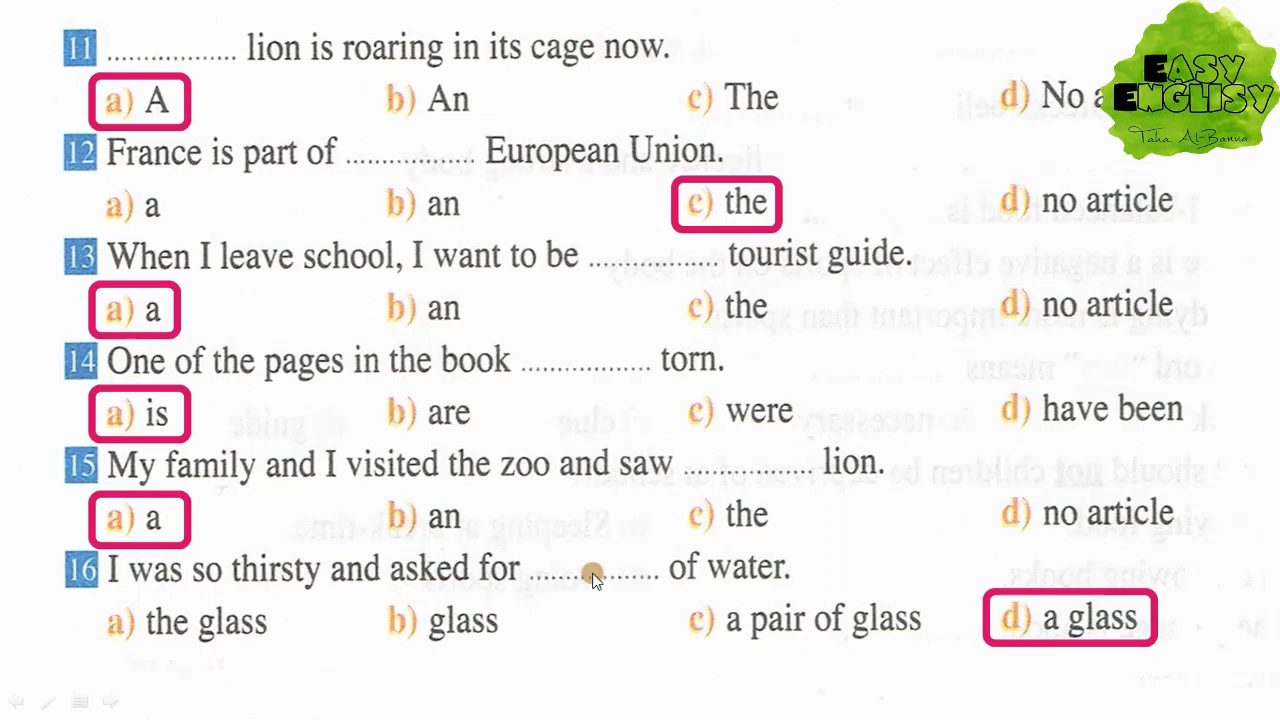 11 ................ lion is roaring in its cage now.
a) A b) An c) The d) No a
12 France is part of ................ European Union.
a) a b) an c) the d) no article
13 When I leave school, I want to be ................ tourist guide.
a) a b) an c) the d) no article
14 One of the pages in the book ................ torn.
a) is b) are c) were d) have been
15 My family and I visited the zoo and saw ................ lion.
a) a b) an c) the d) no article
16 I was so thirsty and asked for ................ of water.
a) the glass b) glass c) a pair of glass d) a glass
EASY
ENGLISY
Taha Al-Banna